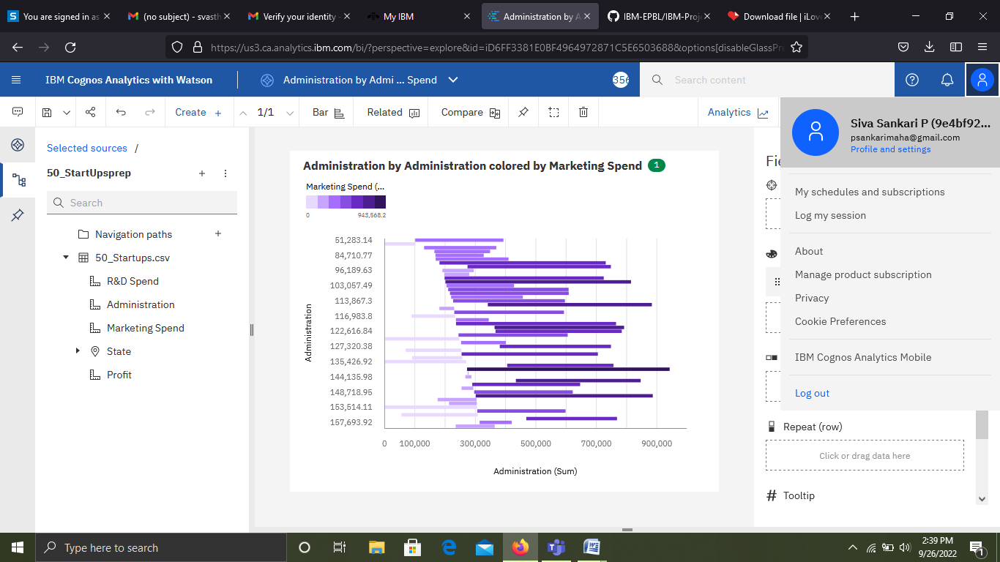 You are signed in as
(no subject) - svasth
Verify your identity -
My IBM
Administration by A
IBM-EPBL/IBM-Proje
Download file | iLove
https://us3.ca.analytics.ibm.com/bi/?perspective=explore&id=iD6FF3381E0BF4964972871C5E6503688&options[disableGlassPre
IBM Cognos Analytics with Watson
Administration by Admi ... Spend
356
Search content
Create +
1/1
Bar
Related
Compare
Analytics
Siva Sankari P (9e4bf92...
psankarimaha@gmail.com
Profile and settings
My schedules and subscriptions
Log my session
About
Manage product subscription
Privacy
Cookie Preferences
IBM Cognos Analytics Mobile
Log out
Selected sources /
50_StartUpsprep
Search
Navigation paths
50_Startups.csv
R&D Spend
Administration
Marketing Spend
State
Profit
Administration by Administration colored by Marketing Spend 1
Marketing Spend (...
0 943,568.2
51,283.14
84,710.77
96,189.63
103,057.49
113,867.3
116,983.8
122,616.84
127,320.38
135,426.92
144,135.98
148,718.95
153,514.11
157,693.92
Administration
0 100,000 300,000 500,000 700,000 900,000
Administration (Sum)
Fie
Repeat (row)
Click or drag data here
Tooltip
Type here to search
2:39 PM
9/26/2022
1